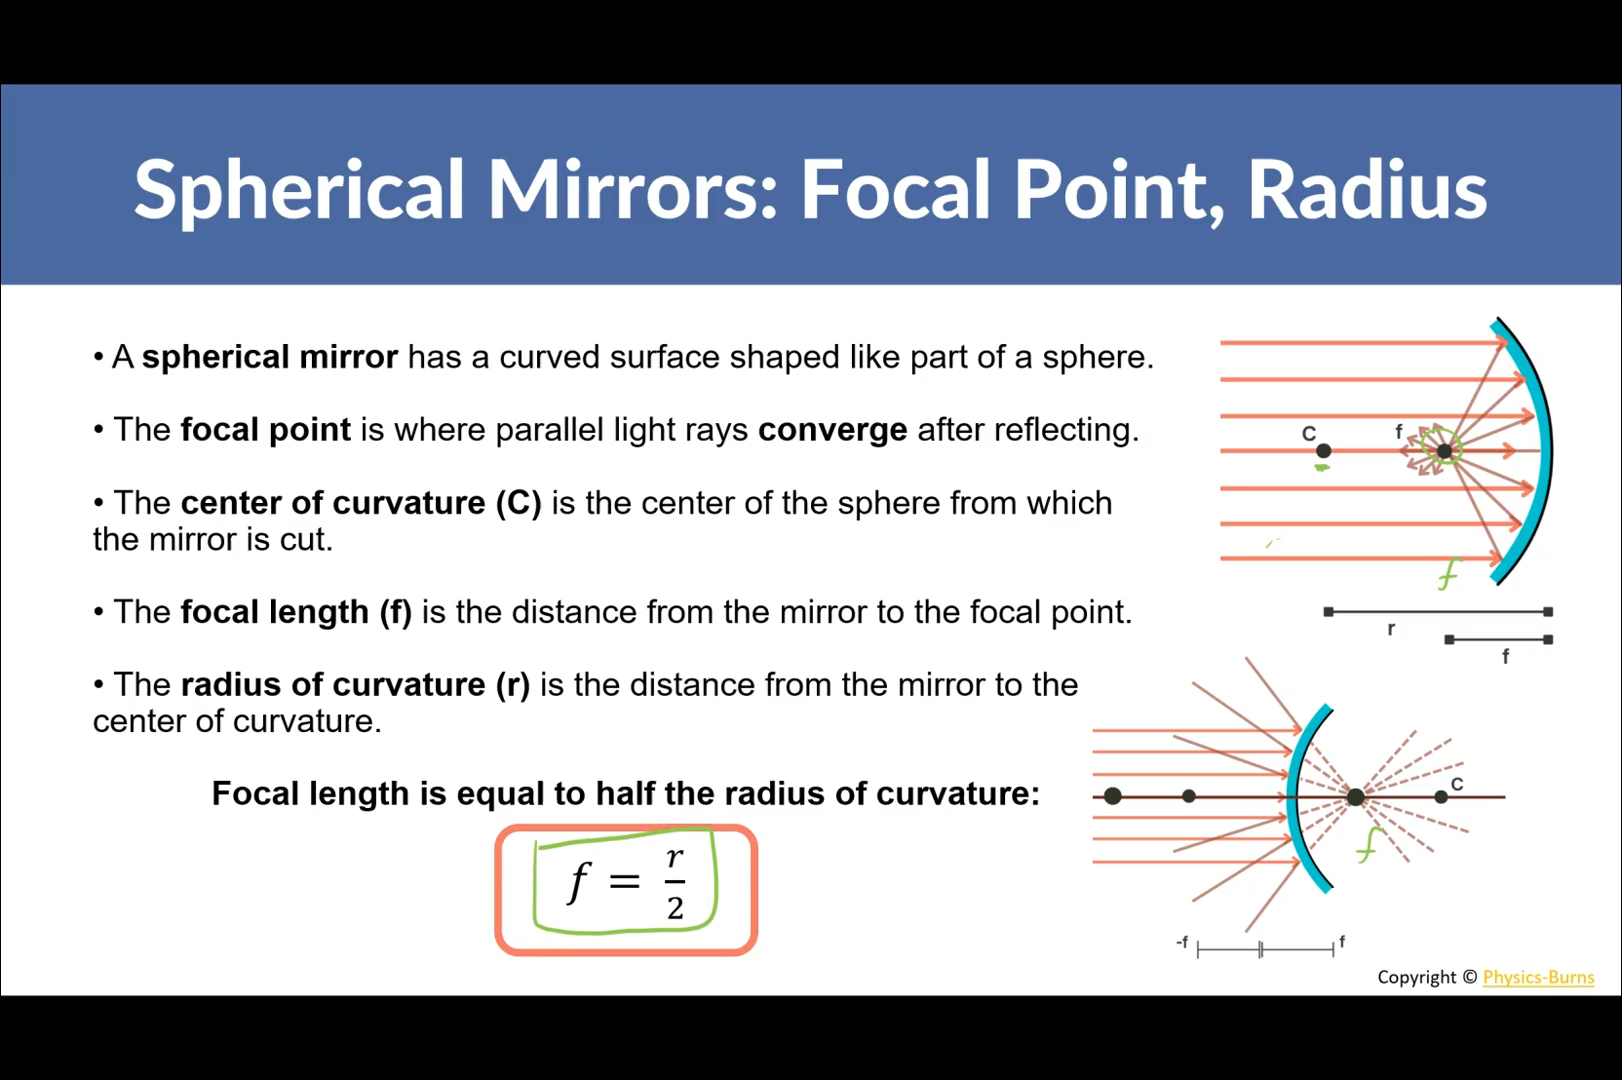 Spherical Mirrors: Focal Point, Radius
• A spherical mirror has a curved surface shaped like part of a sphere.
• The focal point is where parallel light rays converge after reflecting.
• The center of curvature (C) is the center of the sphere from which
the mirror is cut.
• The focal length (f) is the distance from the mirror to the focal point.
• The radius of curvature (r) is the distance from the mirror to the
center of curvature.
Focal length is equal to half the radius of curvature:
f = r/2
C
f
f
r
f
C
f
-f
f
Copyright © Physics-Burns